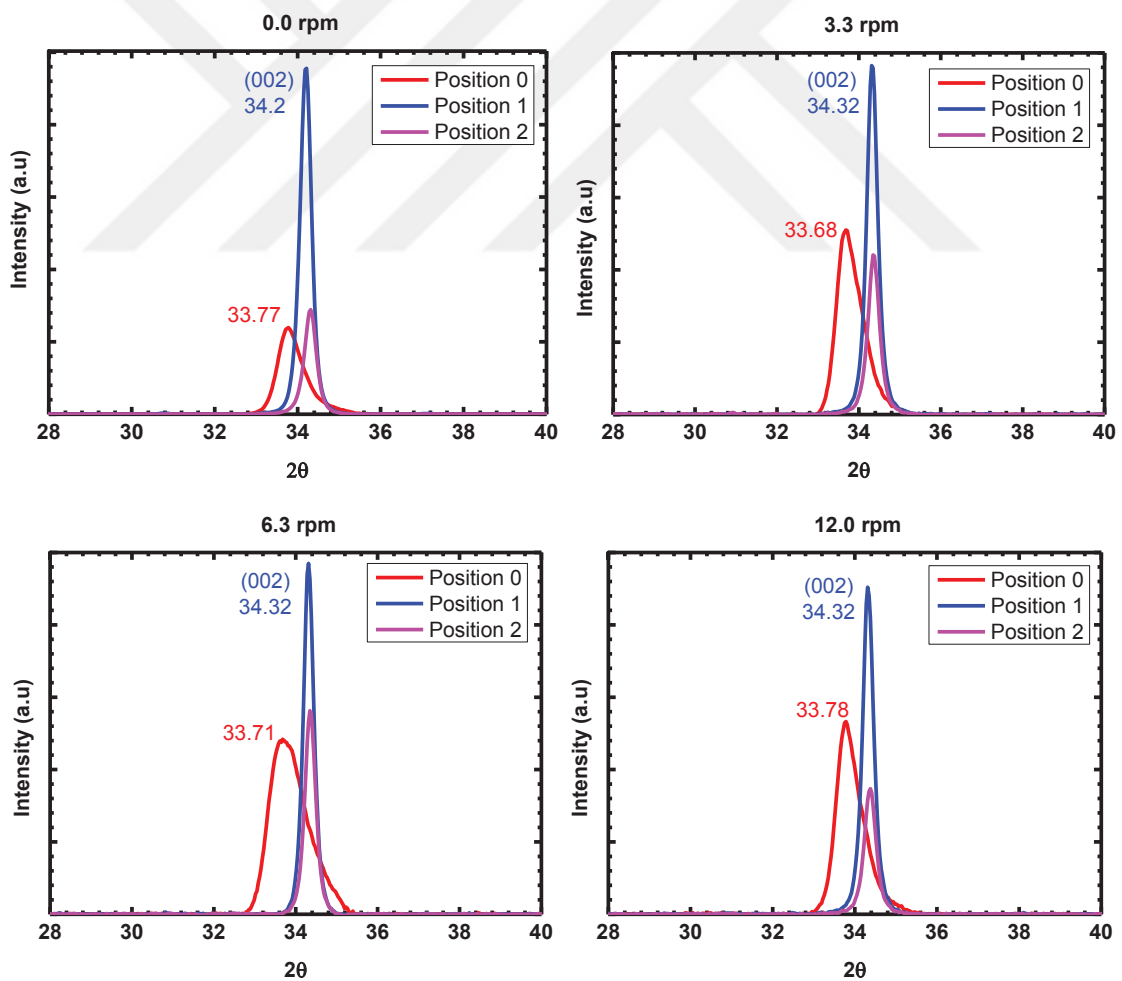 0.0 rpm
(002)
34.2
33.77
Position 0
Position 1
Position 2
Intensity (a.u)
28 30 32 34 36 38 40
2θ
3.3 rpm
(002)
34.32
33.68
Position 0
Position 1
Position 2
Intensity (a.u)
28 30 32 34 36 38 40
2θ
6.3 rpm
(002)
34.32
33.71
Position 0
Position 1
Position 2
Intensity (a.u)
28 30 32 34 36 38 40
2θ
12.0 rpm
(002)
34.32
33.78
Position 0
Position 1
Position 2
Intensity (a.u)
28 30 32 34 36 38 40
2θ